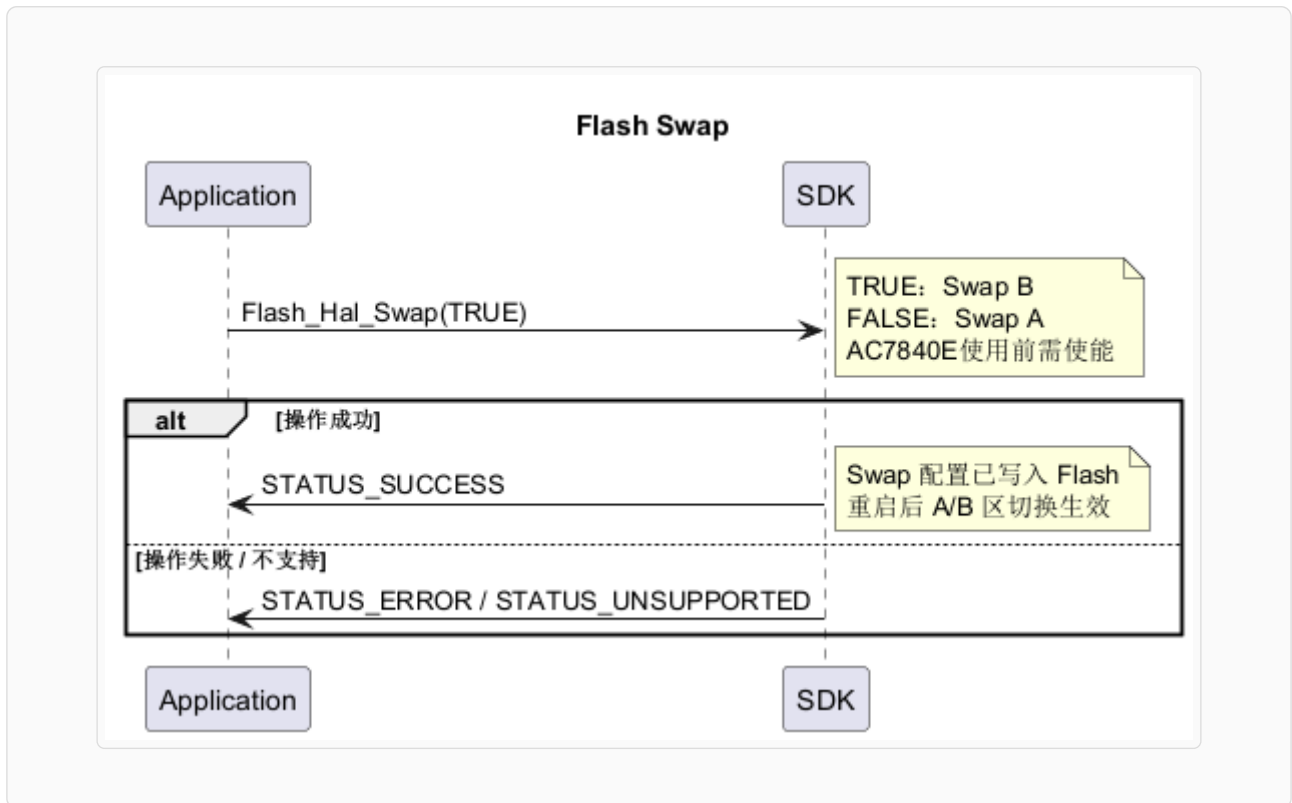 Flash Swap
Application
SDK
TRUE：Swap B
FALSE：Swap A
AC7840E使用前需使能
Flash_Hal_Swap(TRUE)
alt
[操作成功]
Swap 配置已写入 Flash
重启后 A/B 区切换生效
STATUS_SUCCESS
[操作失败 / 不支持]
STATUS_ERROR / STATUS_UNSUPPORTED
Application
SDK